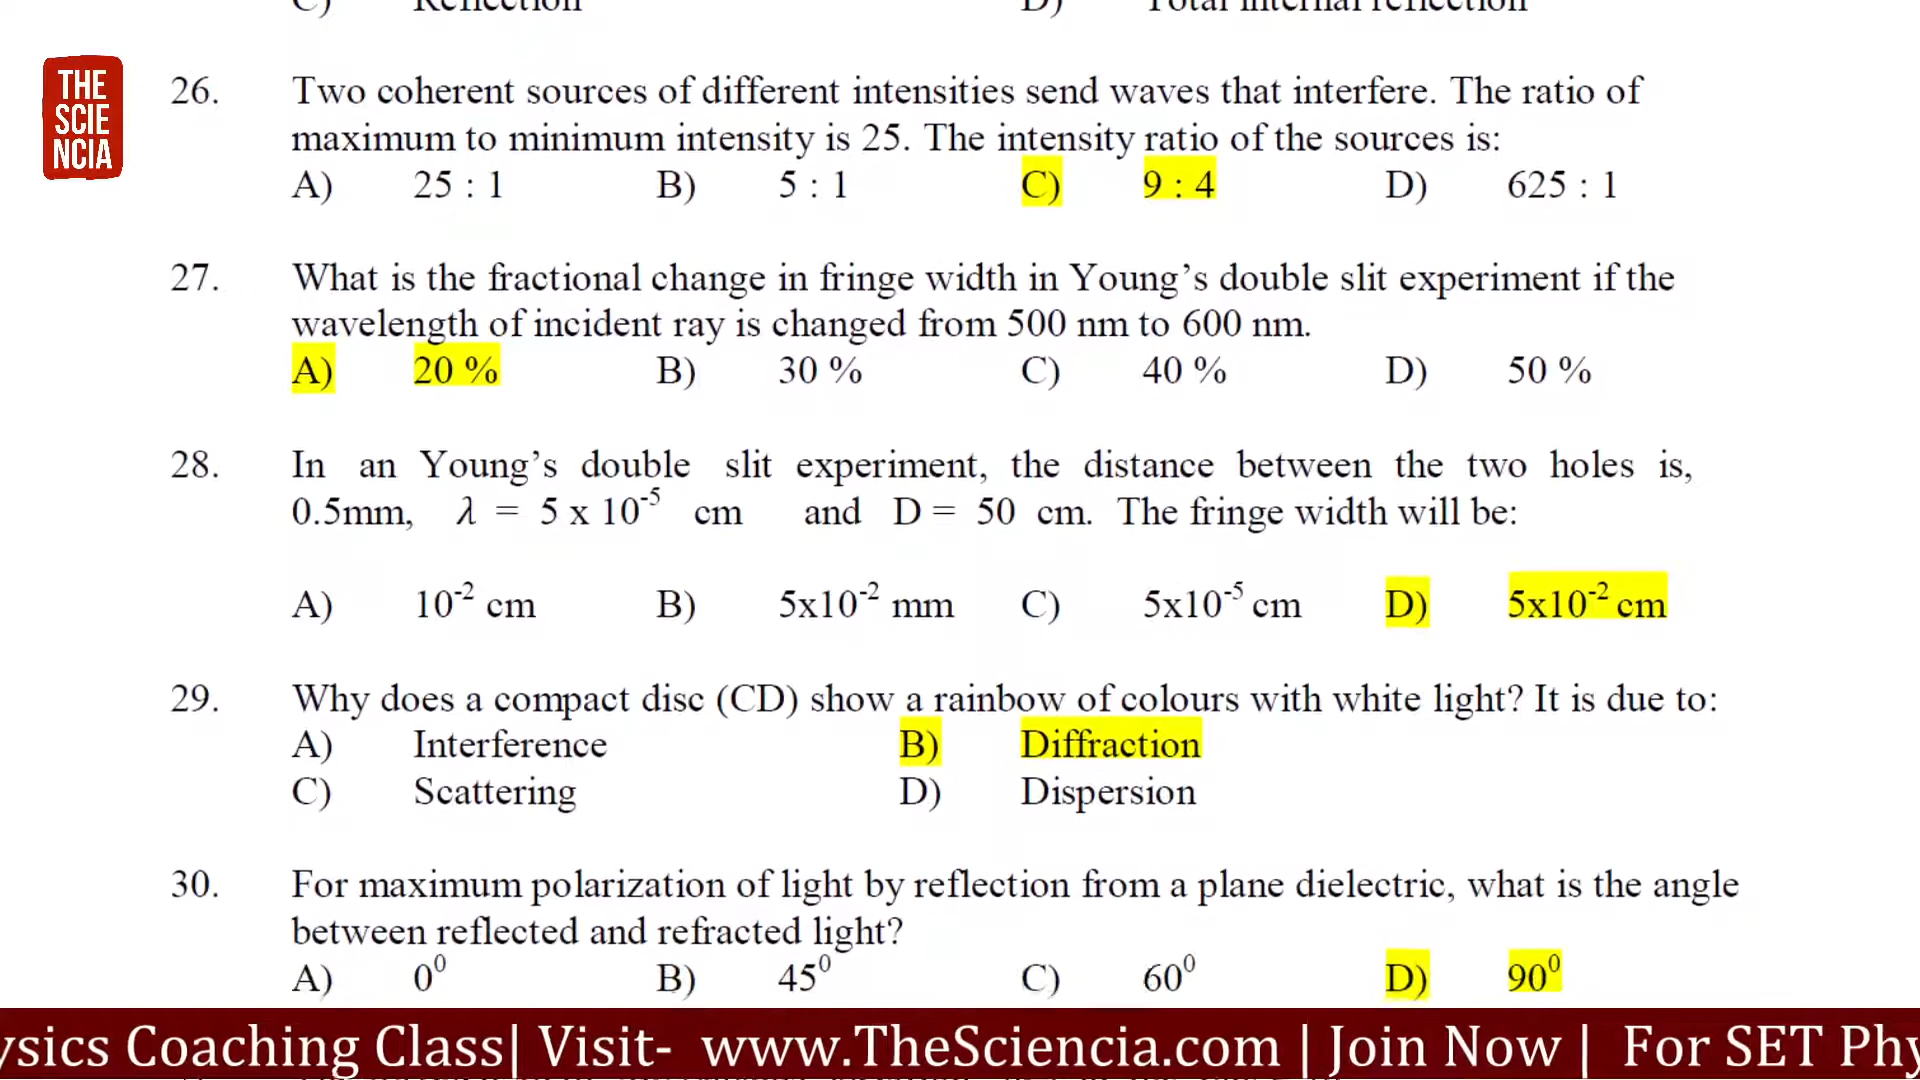 C) Reflection D) Total internal reflection
THE
SCIE
NCIA
26. Two coherent sources of different intensities send waves that interfere. The ratio of
maximum to minimum intensity is 25. The intensity ratio of the sources is:
A) 25 : 1 B) 5 : 1 C) 9 : 4 D) 625 : 1
27. What is the fractional change in fringe width in Young’s double slit experiment if the
wavelength of incident ray is changed from 500 nm to 600 nm.
A) 20 % B) 30 % C) 40 % D) 50 %
28. In an Young’s double slit experiment, the distance between the two holes is,
0.5mm, λ = 5 x 10⁻⁵ cm and D = 50 cm. The fringe width will be:
A) 10⁻² cm B) 5x10⁻² mm C) 5x10⁻⁵ cm D) 5x10⁻² cm
29. Why does a compact disc (CD) show a rainbow of colours with white light? It is due to:
A) Interference B) Diffraction
C) Scattering D) Dispersion
30. For maximum polarization of light by reflection from a plane dielectric, what is the angle
between reflected and refracted light?
A) 0⁰ B) 45⁰ C) 60⁰ D) 90⁰
ysics Coaching Class| Visit- www.TheSciencia.com | Join Now | For SET Phy